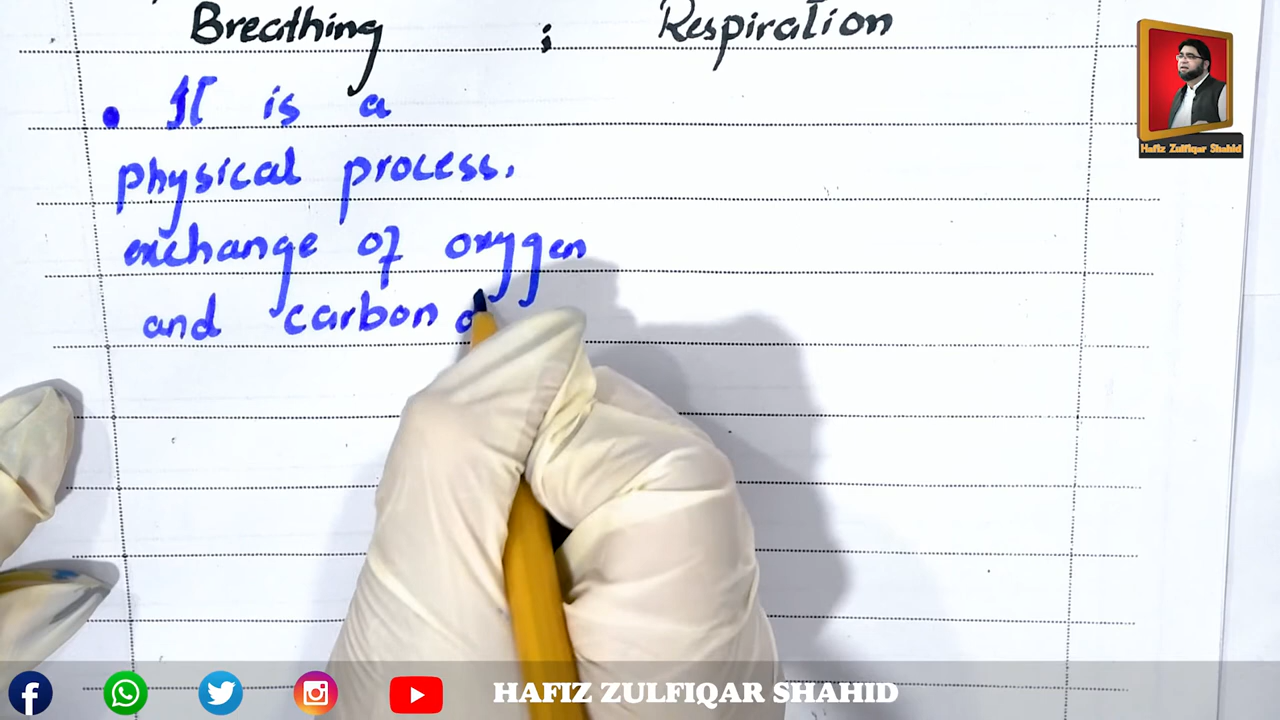 Breathing ; Respiration
• It is a
physical process.
exchange of oxygen
and carbon d
Hafiz Zulfiqar Shahid
HAFIZ ZULFIQAR SHAHID